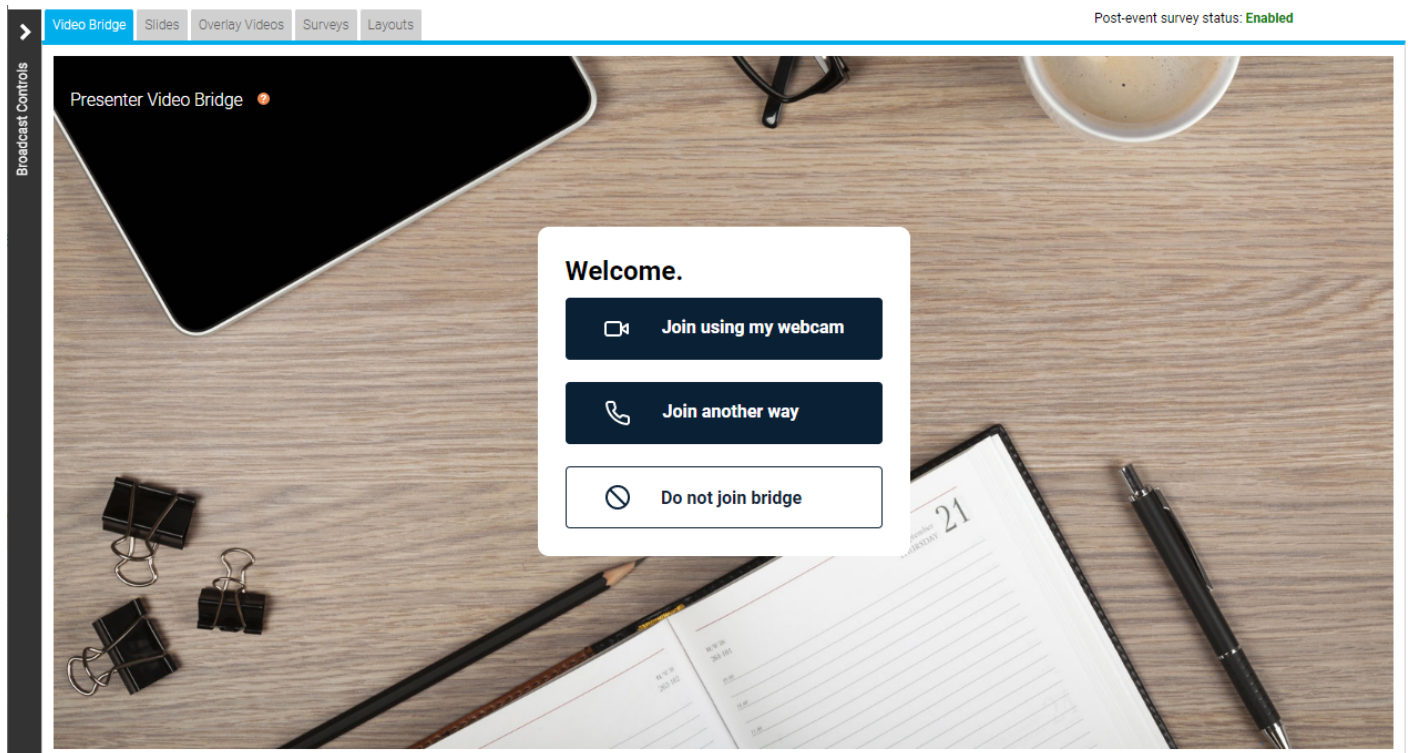 Video Bridge
Slides
Overlay Videos
Surveys
Layouts
Post-event survey status: Enabled
Broadcast Controls
Presenter Video Bridge
?
Welcome.
Join using my webcam
Join another way
Do not join bridge
21